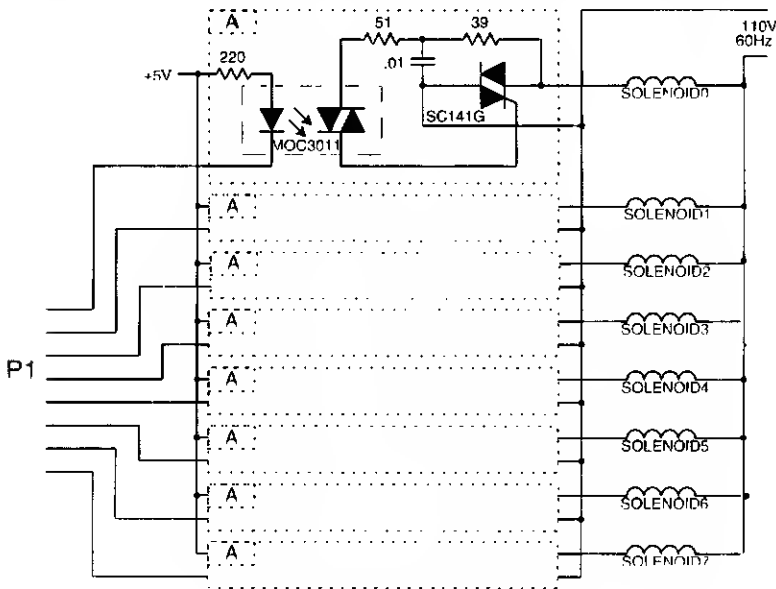 A
51
39
110V
60Hz
220
.01
+5V
SOLENOID0
SC141G
MOC3011
A
SOLENOID1
A
SOLENOID2
A
SOLENOID3
P1
A
SOLENOID4
A
SOLENOID5
A
SOLENOID6
A
SOLENOID7